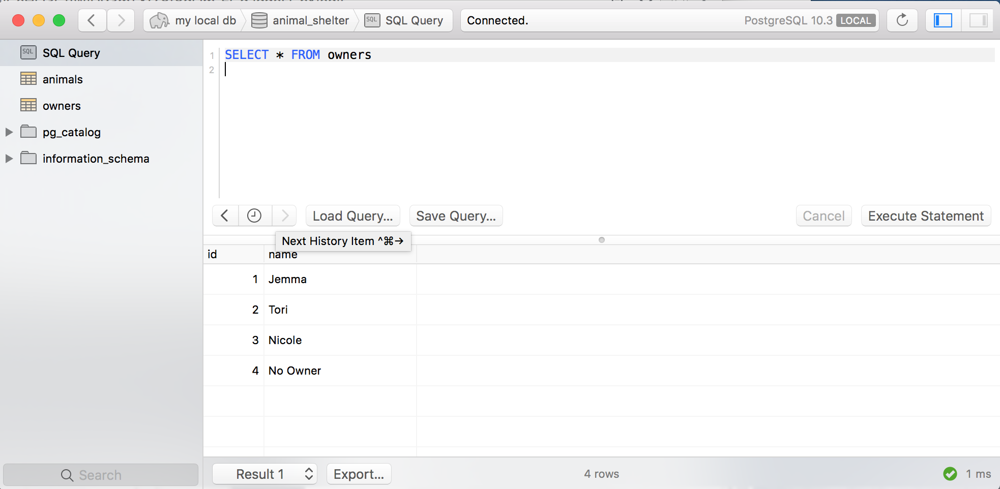 my local db
animal_shelter
SQL
SQL Query
Connected.
PostgreSQL 10.3 LOCAL
SQL
SQL Query
animals
owners
pg_catalog
information_schema
Search
1 SELECT * FROM owners
2
Load Query...
Save Query...
Cancel
Execute Statement
Next History Item ^⌘→
id name
1 Jemma
2 Tori
3 Nicole
4 No Owner
Result 1
Export...
4 rows
1 ms